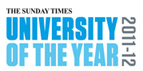 THE SUNDAY TIMES
UNIVERSITY
OF THE YEAR
2011-12